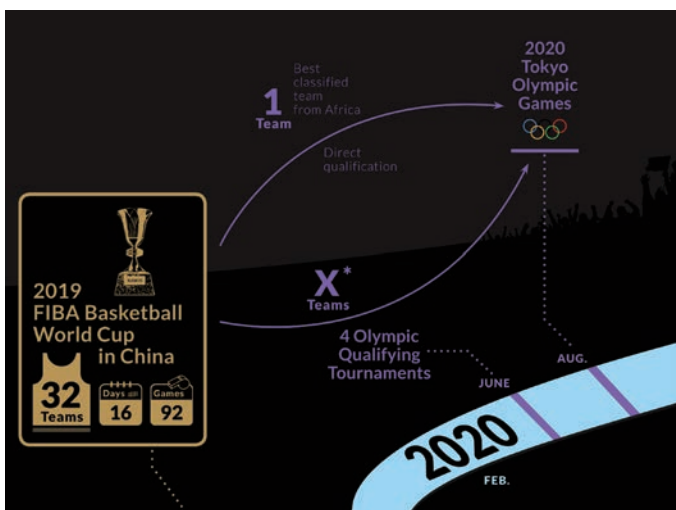 2020
Tokyo
Olympic
Games
Best
classified
team
from Africa
1
Team
Direct
qualification
2019
FIBA Basketball
World Cup
in China
32
Teams
Days
16
Games
92
X*
Teams
4 Olympic
Qualifying
Tournaments
JUNE
AUG.
2020
FEB.